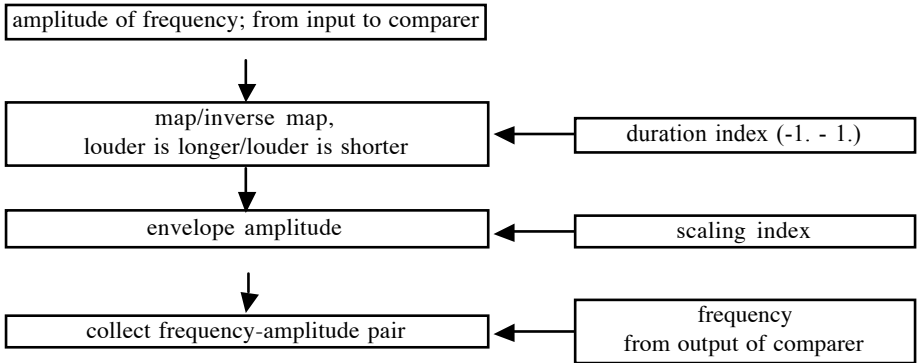 amplitude of frequency; from input to comparer
map/inverse map,
louder is longer/louder is shorter
duration index (-1. - 1.)
envelope amplitude
scaling index
collect frequency-amplitude pair
frequency
from output of comparer